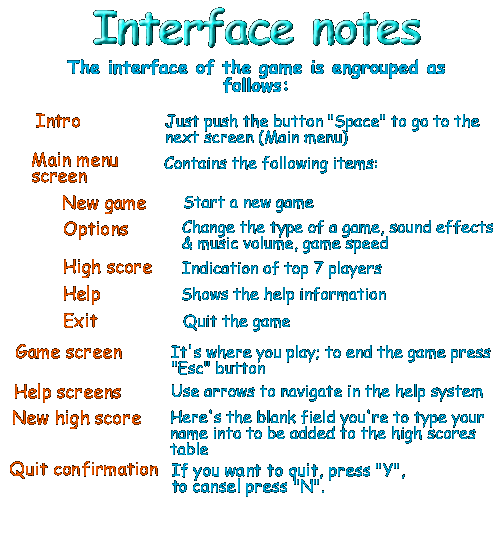 Interface notes
The interface of the game is engrouped as
follows:
Intro Just push the button "Space" to go to the
next screen (Main menu)
Main menu Contains the following items:
screen
New game Start a new game
Options Change the type of a game, sound effects
& music volume, game speed
High score Indication of top 7 players
Help Shows the help information
Exit Quit the game
Game screen It's where you play; to end the game press
"Esc" button
Help screens Use arrows to navigate in the help system
New high score Here's the blank field you're to type your
name into to be added to the high scores
table
Quit confirmation If you want to quit, press "Y",
to cansel press "N".